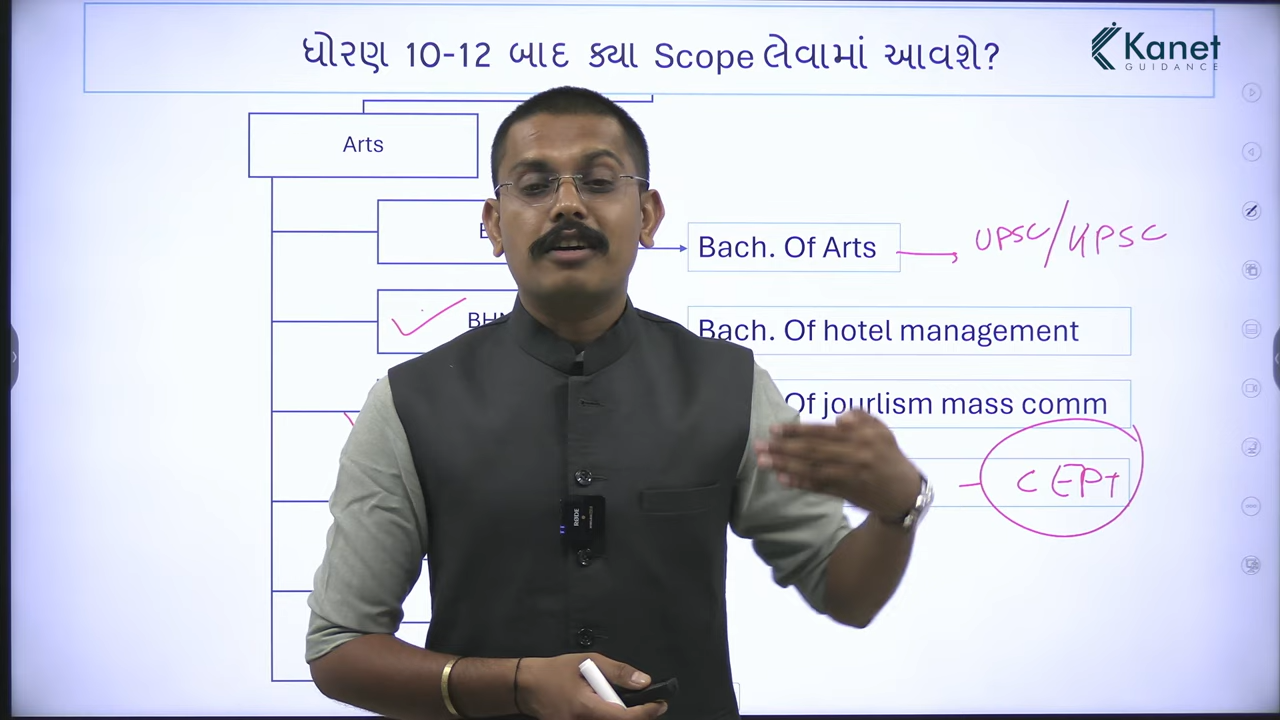 ધોરણ 10-12 બાદ ક્યા Scope લેવામાં આવશે?
Kanet
GUIDANCE
Arts
Bach. Of Arts
UPSC/GPSC
Bach. Of hotel management
Of jourlism mass comm
CEPT
RØDE